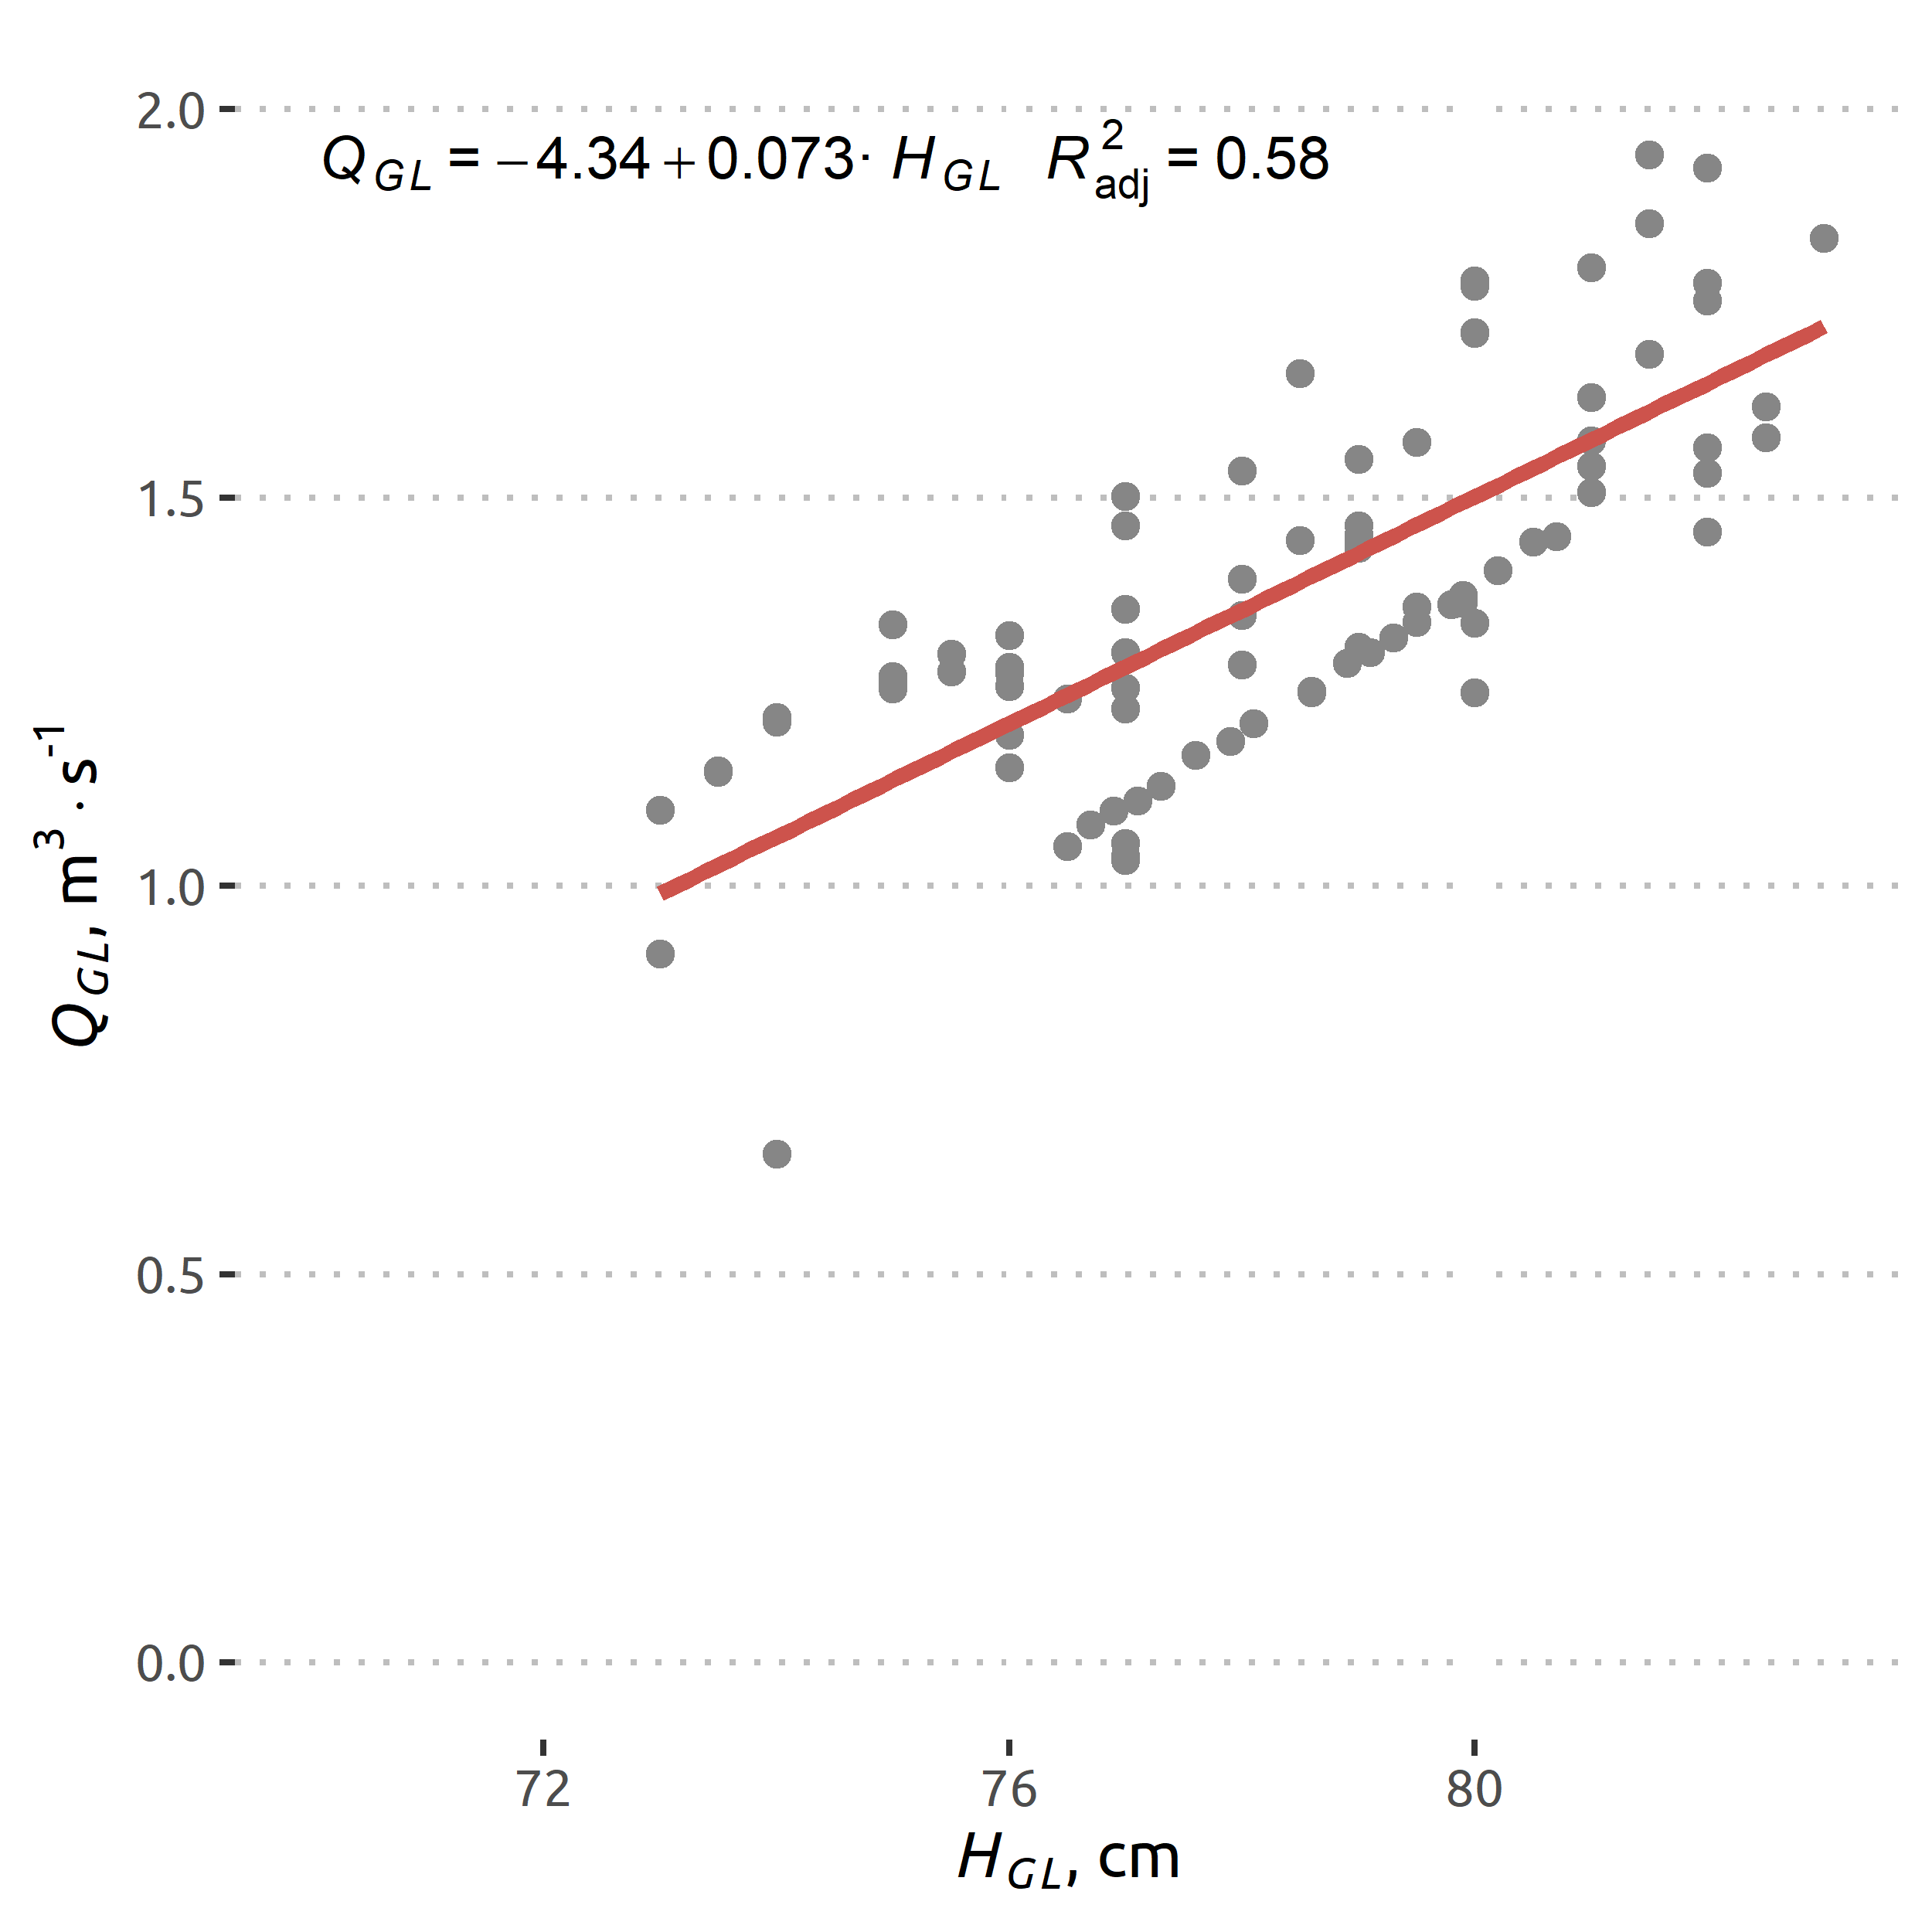 2.0
Q_GL = −4.34 + 0.073 · H_GL R²_adj = 0.58
1.5
1.0
0.5
0.0
Q_GL, m³ · s⁻¹
72 76 80
H_GL, cm